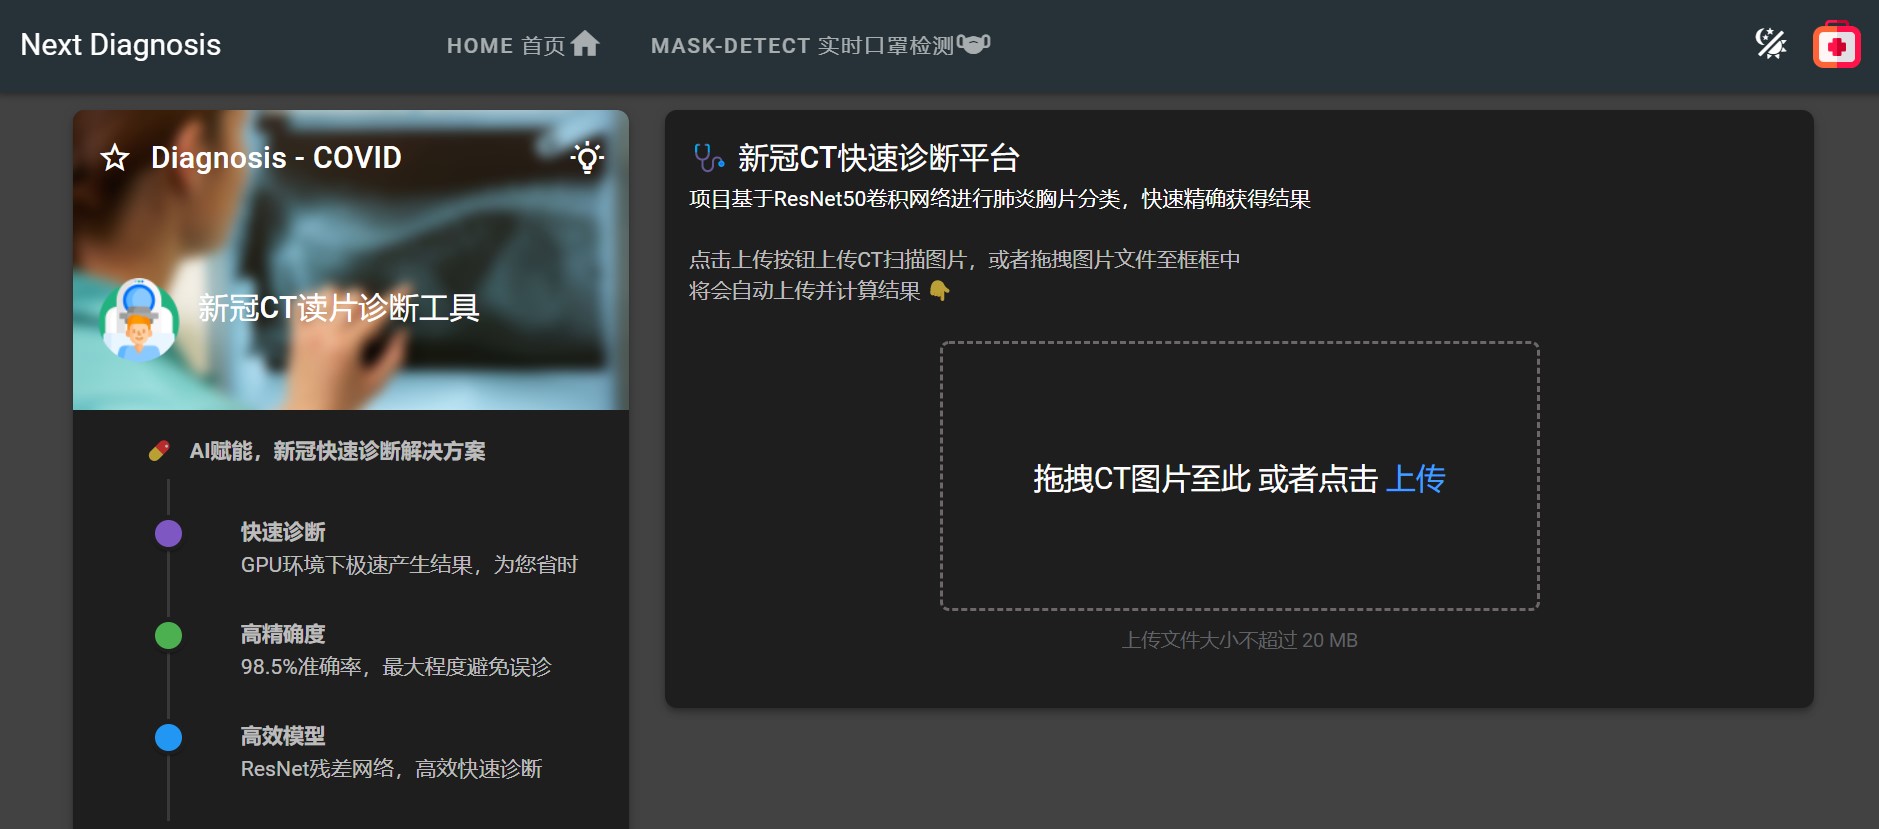 Next Diagnosis
HOME 首页
MASK-DETECT 实时口罩检测
Diagnosis - COVID
新冠CT读片诊断工具
AI赋能，新冠快速诊断解决方案
快速诊断
GPU环境下极速产生结果，为您省时
高精确度
98.5%准确率，最大程度避免误诊
高效模型
ResNet残差网络，高效快速诊断
新冠CT快速诊断平台
项目基于ResNet50卷积网络进行肺炎胸片分类，快速精确获得结果
点击上传按钮上传CT扫描图片，或者拖拽图片文件至框框中
将会自动上传并计算结果 👇
拖拽CT图片至此 或者点击 上传
上传文件大小不超过 20 MB